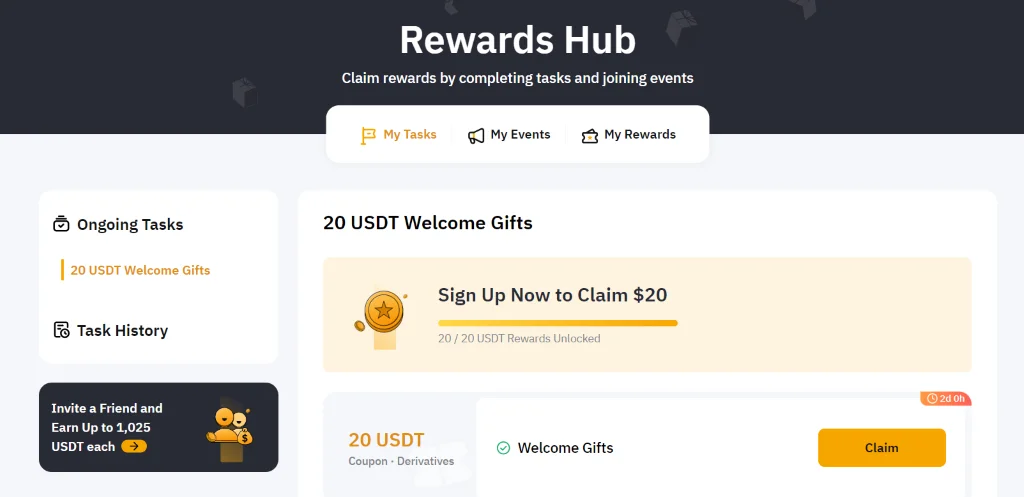 Rewards Hub
Claim rewards by completing tasks and joining events
My Tasks
My Events
My Rewards
Ongoing Tasks
20 USDT Welcome Gifts
Task History
Invite a Friend and
Earn Up to 1,025
USDT each
$
20 USDT Welcome Gifts
Sign Up Now to Claim $20
20 / 20 USDT Rewards Unlocked
2d 0h
20 USDT
Coupon · Derivatives
Welcome Gifts
Claim